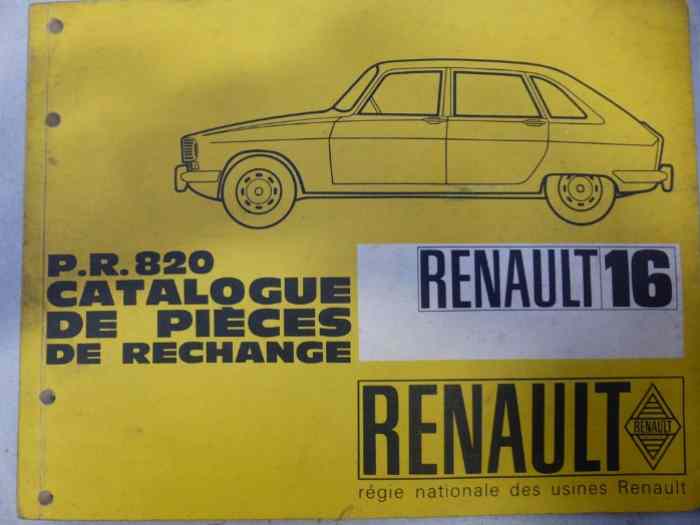 P.R. 820
CATALOGUE
DE PIÈCES
DE RECHANGE
RENAULT 16
RENAULT
RENAULT
régie nationale des usines Renault